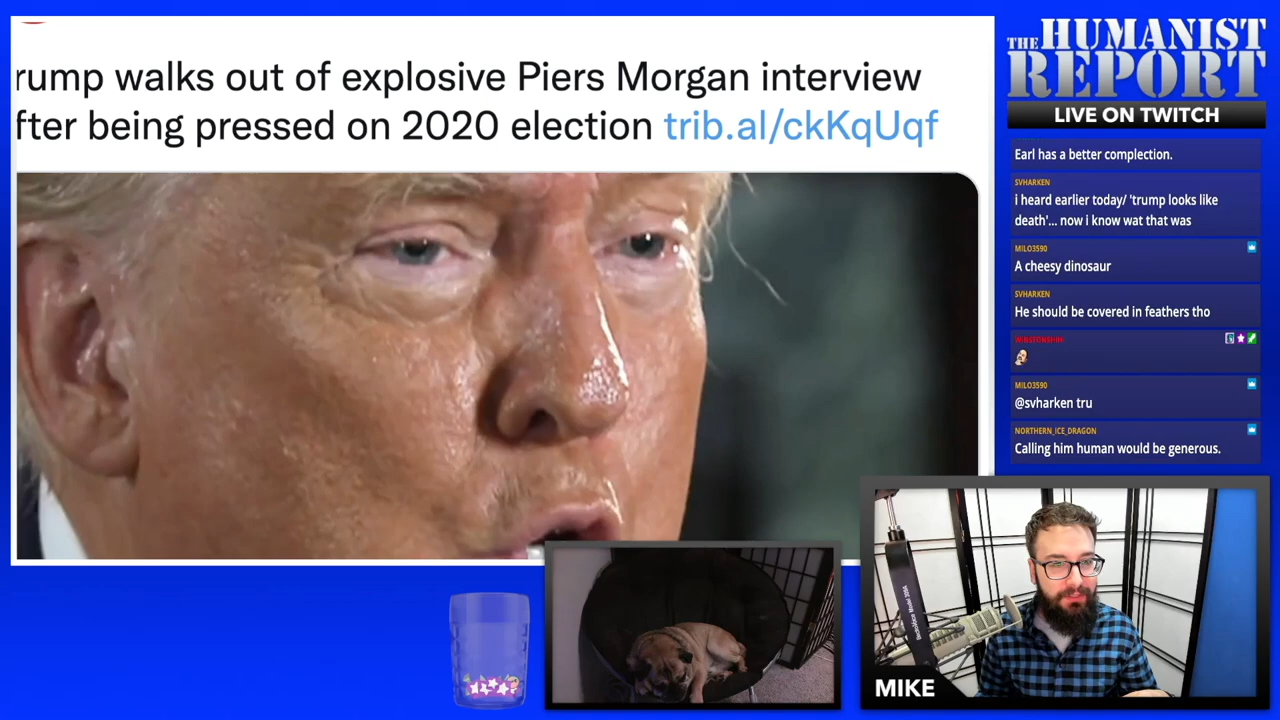 rump walks out of explosive Piers Morgan interview
fter being pressed on 2020 election trib.al/ckKqUqf
THE HUMANIST
REPORT
LIVE ON TWITCH
Earl has a better complection.
SVHARKEN
i heard earlier today/ 'trump looks like
death'... now i know wat that was
MILO3590
A cheesy dinosaur
SVHARKEN
He should be covered in feathers tho
WINSTONSHIH
MILO3590
@svharken tru
NORTHERN_ICE_DRAGON
Calling him human would be generous.
MIKE